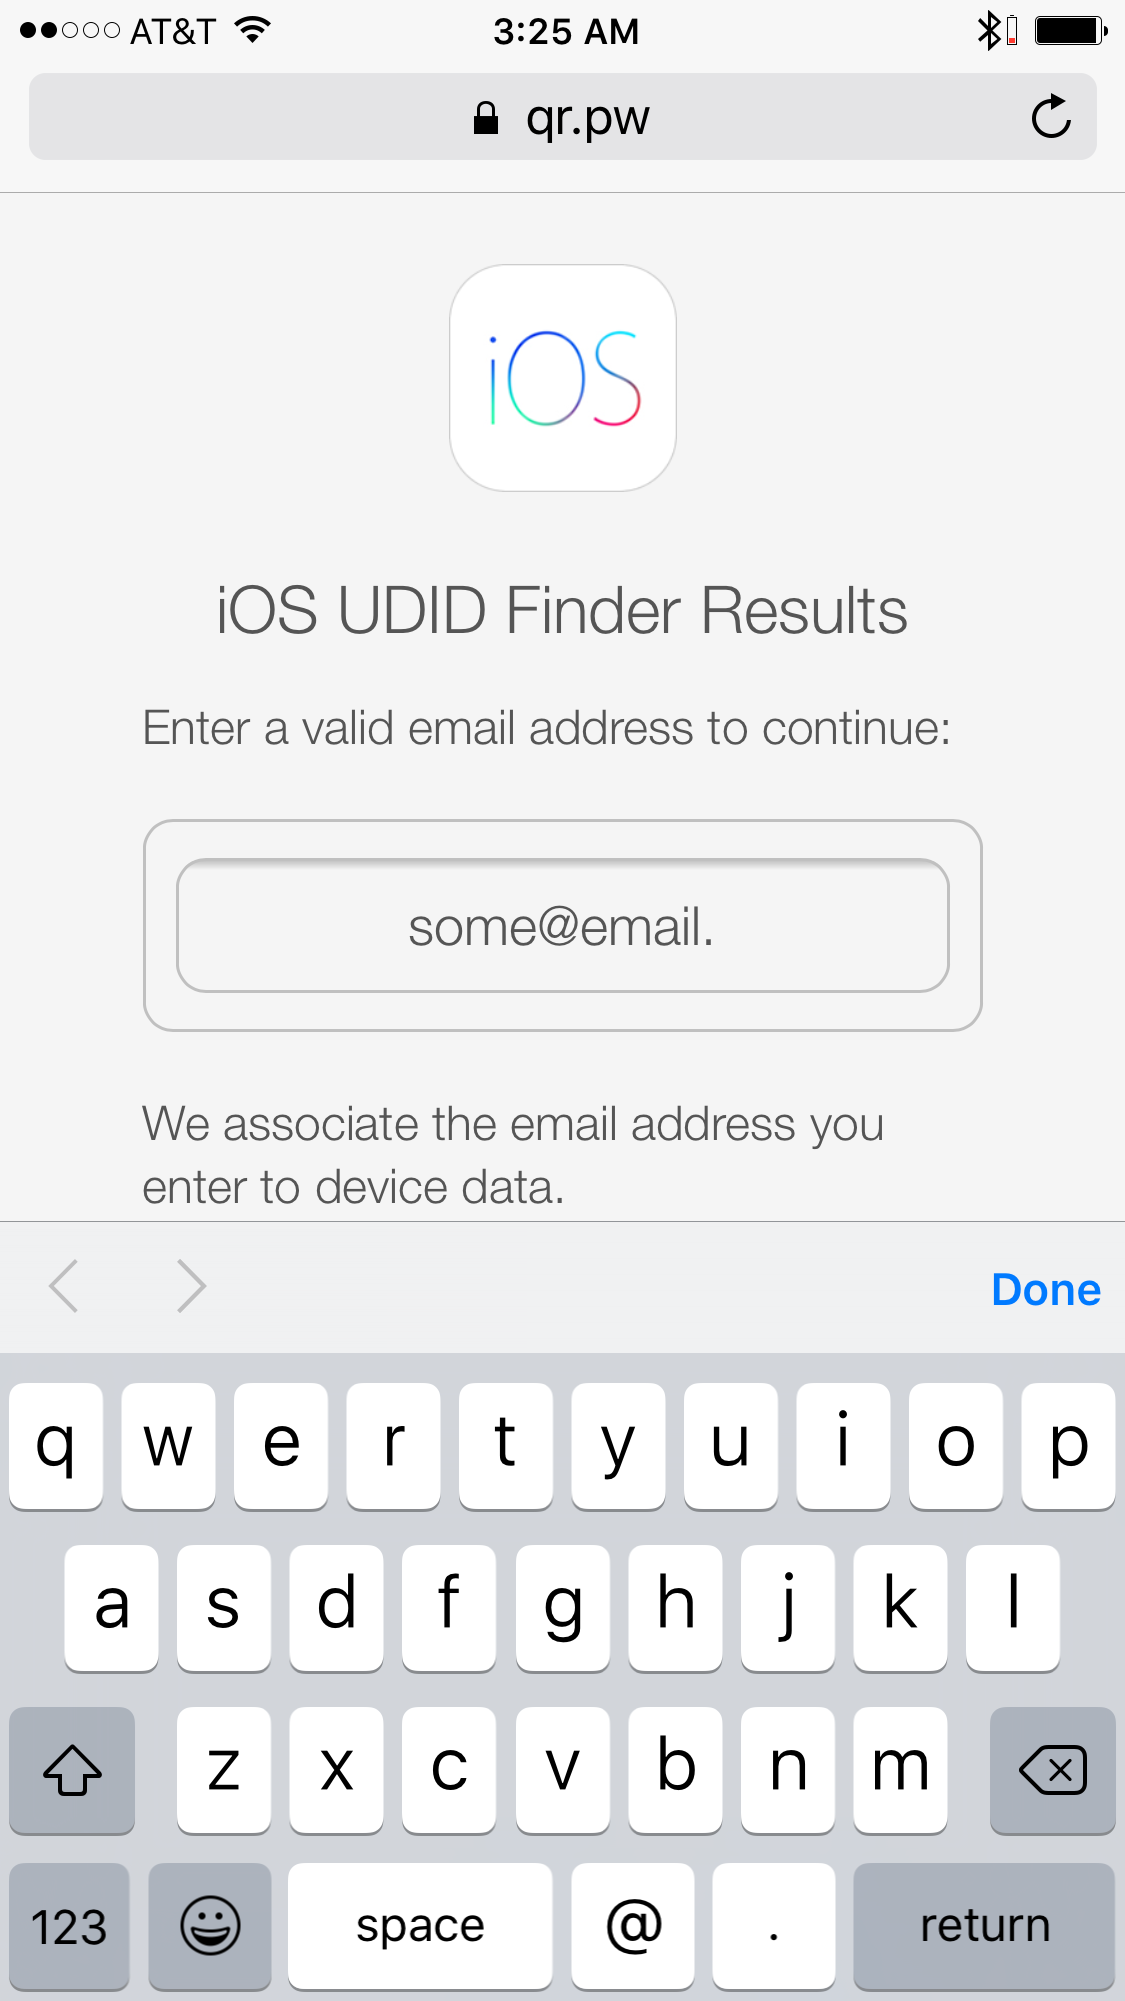 AT&T 3:25 AM
qr.pw
iOS
iOS UDID Finder Results
Enter a valid email address to continue:
some@email.
We associate the email address you
enter to device data.
Done
q w e r t y u i o p
a s d f g h j k l
z x c v b n m
123 space @ . return